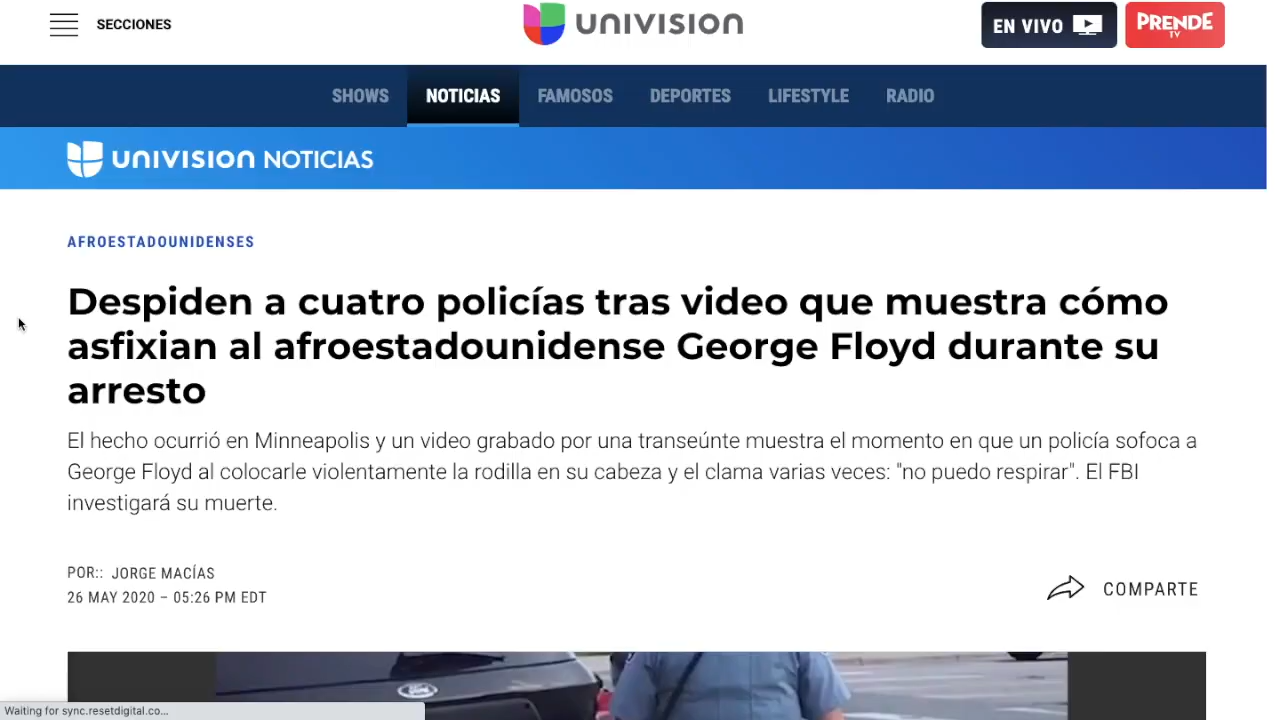 SECCIONES
UNIVISION
EN VIVO
PRENDE
TV
SHOWS
NOTICIAS
FAMOSOS
DEPORTES
LIFESTYLE
RADIO
UNIVISION NOTICIAS
AFROESTADOUNIDENSES
Despiden a cuatro policías tras video que muestra cómo
asfixian al afroestadounidense George Floyd durante su
arresto
El hecho ocurrió en Minneapolis y un video grabado por una transeúnte muestra el momento en que un policía sofoca a
George Floyd al colocarle violentamente la rodilla en su cabeza y el clama varias veces: "no puedo respirar". El FBI
investigará su muerte.
POR:: JORGE MACÍAS
26 MAY 2020 – 05:26 PM EDT
COMPARTE
Ford
Waiting for sync.resetdigital.co...